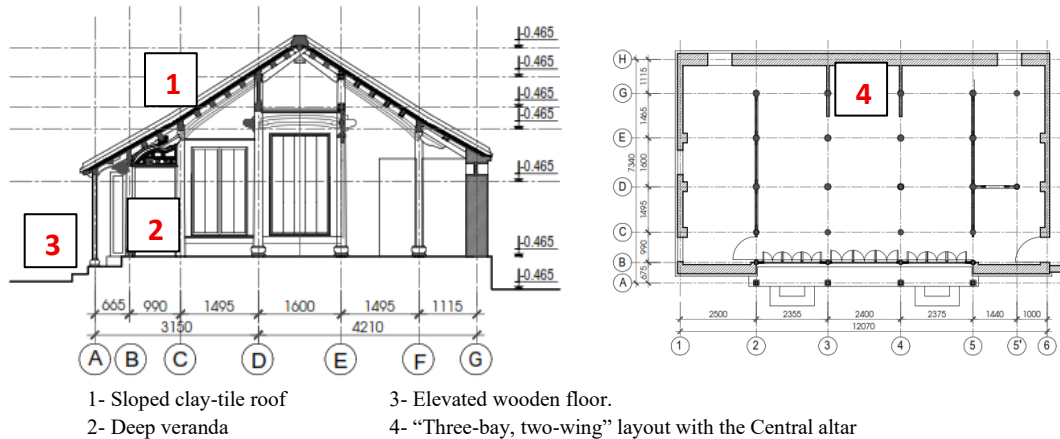 1
2
3
-0.465
-0.465
-0.465
-0.465
-0.465
-0.465
-0.465
665 990 1495 1600 1495 1115
3150 4210
A B C D E F G
4
H
G
E
D
C
B
A
1115
1465
1600
1495
990
675
7340
2500 2355 2400 2375 1440 1000
12070
1 2 3 4 5 5' 6
1- Sloped clay-tile roof 3- Elevated wooden floor.
2- Deep veranda 4- “Three-bay, two-wing” layout with the Central altar